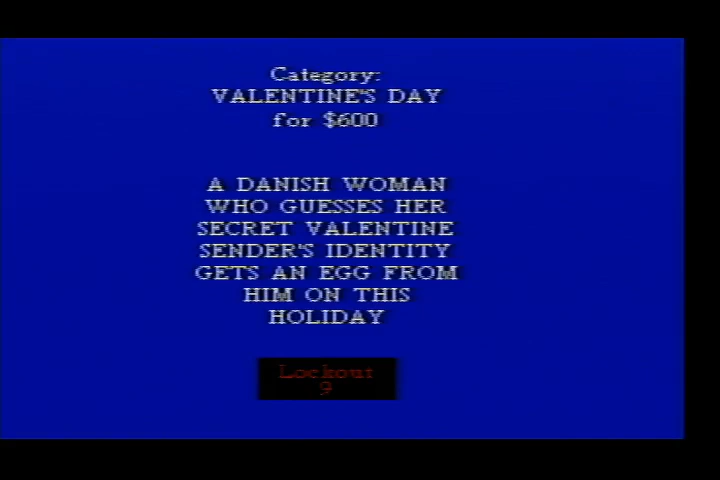 Category:
VALENTINE'S DAY
for $600
A DANISH WOMAN
WHO GUESSES HER
SECRET VALENTINE
SENDER'S IDENTITY
GETS AN EGG FROM
HIM ON THIS
HOLIDAY
Lockout
9